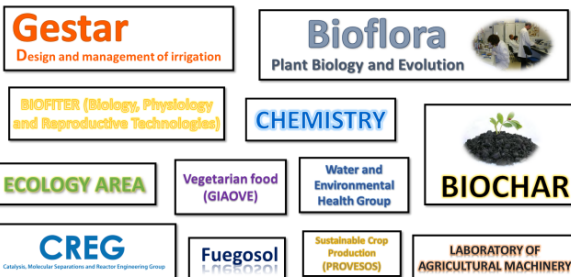 Gestar
Design and management of irrigation
Bioflora
Plant Biology and Evolution
BIOFITER (Biology, Physiology
and Reproductive Technologies)
CHEMISTRY
BIOCHAR
ECOLOGY AREA
Vegetarian food
(GIAOVE)
Water and
Environmental
Health Group
CREG
Catalysis, Molecular Separations and Reactor Engineering Group
Fuegosol
Sustainable Crop
Production
(PROVESOS)
LABORATORY OF
AGRICULTURAL MACHINERY